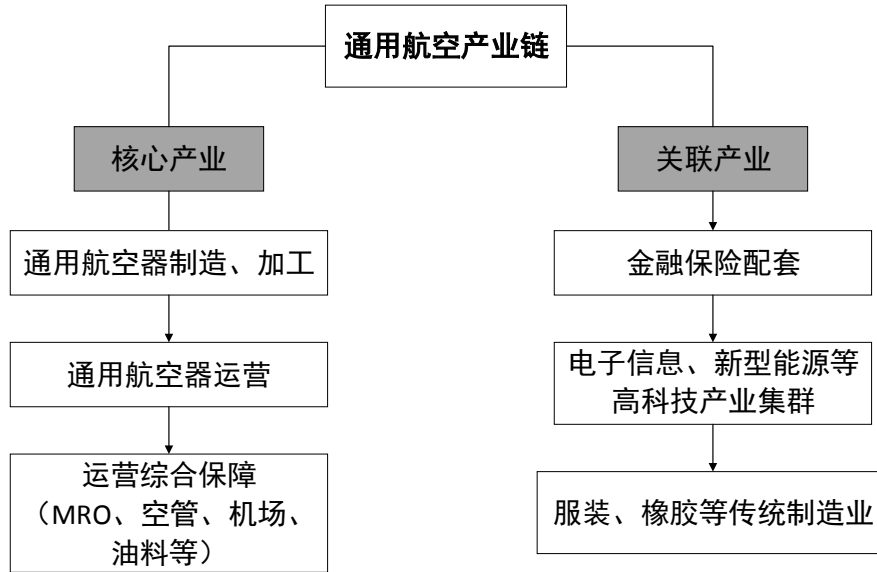 通用航空产业链
核心产业
通用航空器制造、加工
通用航空器运营
运营综合保障
（MRO、空管、机场、
油料等）
关联产业
金融保险配套
电子信息、新型能源等
高科技产业集群
服装、橡胶等传统制造业